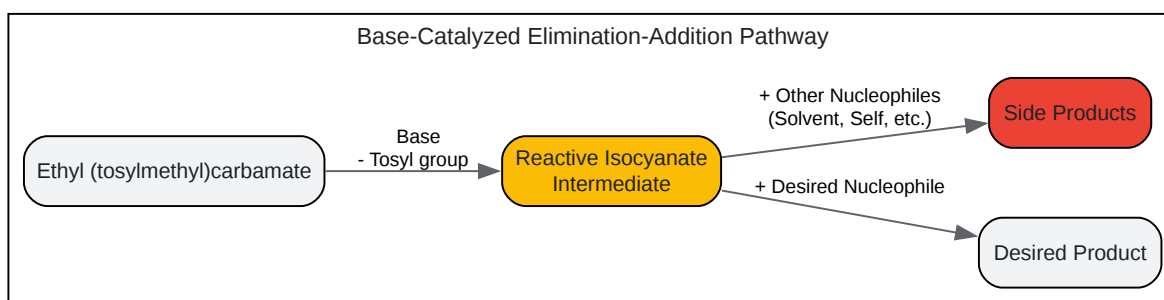 Base-Catalyzed Elimination-Addition Pathway
+ Other Nucleophiles
(Solvent, Self, etc.)
Side Products
Base
- Tosyl group
Ethyl (tosylmethyl)carbamate
Reactive Isocyanate
Intermediate
+ Desired Nucleophile
Desired Product